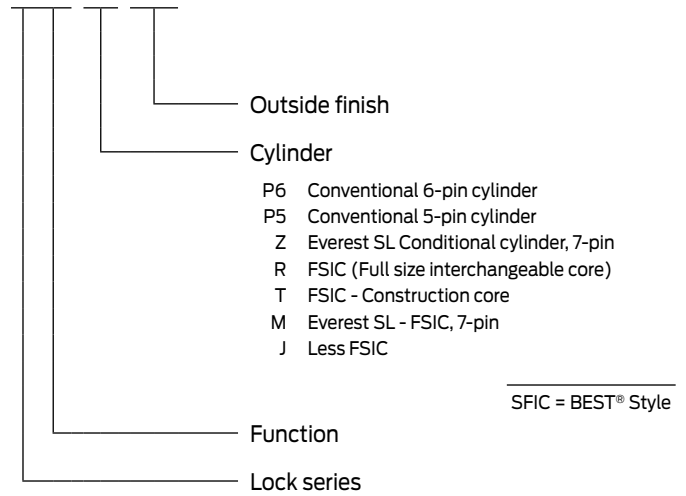 Outside finish
Cylinder
P6 Conventional 6-pin cylinder
P5 Conventional 5-pin cylinder
Z Everest SL Conditional cylinder, 7-pin
R FSIC (Full size interchangeable core)
T FSIC - Construction core
M Everest SL - FSIC, 7-pin
J Less FSIC
SFIC = BEST® Style
Function
Lock series